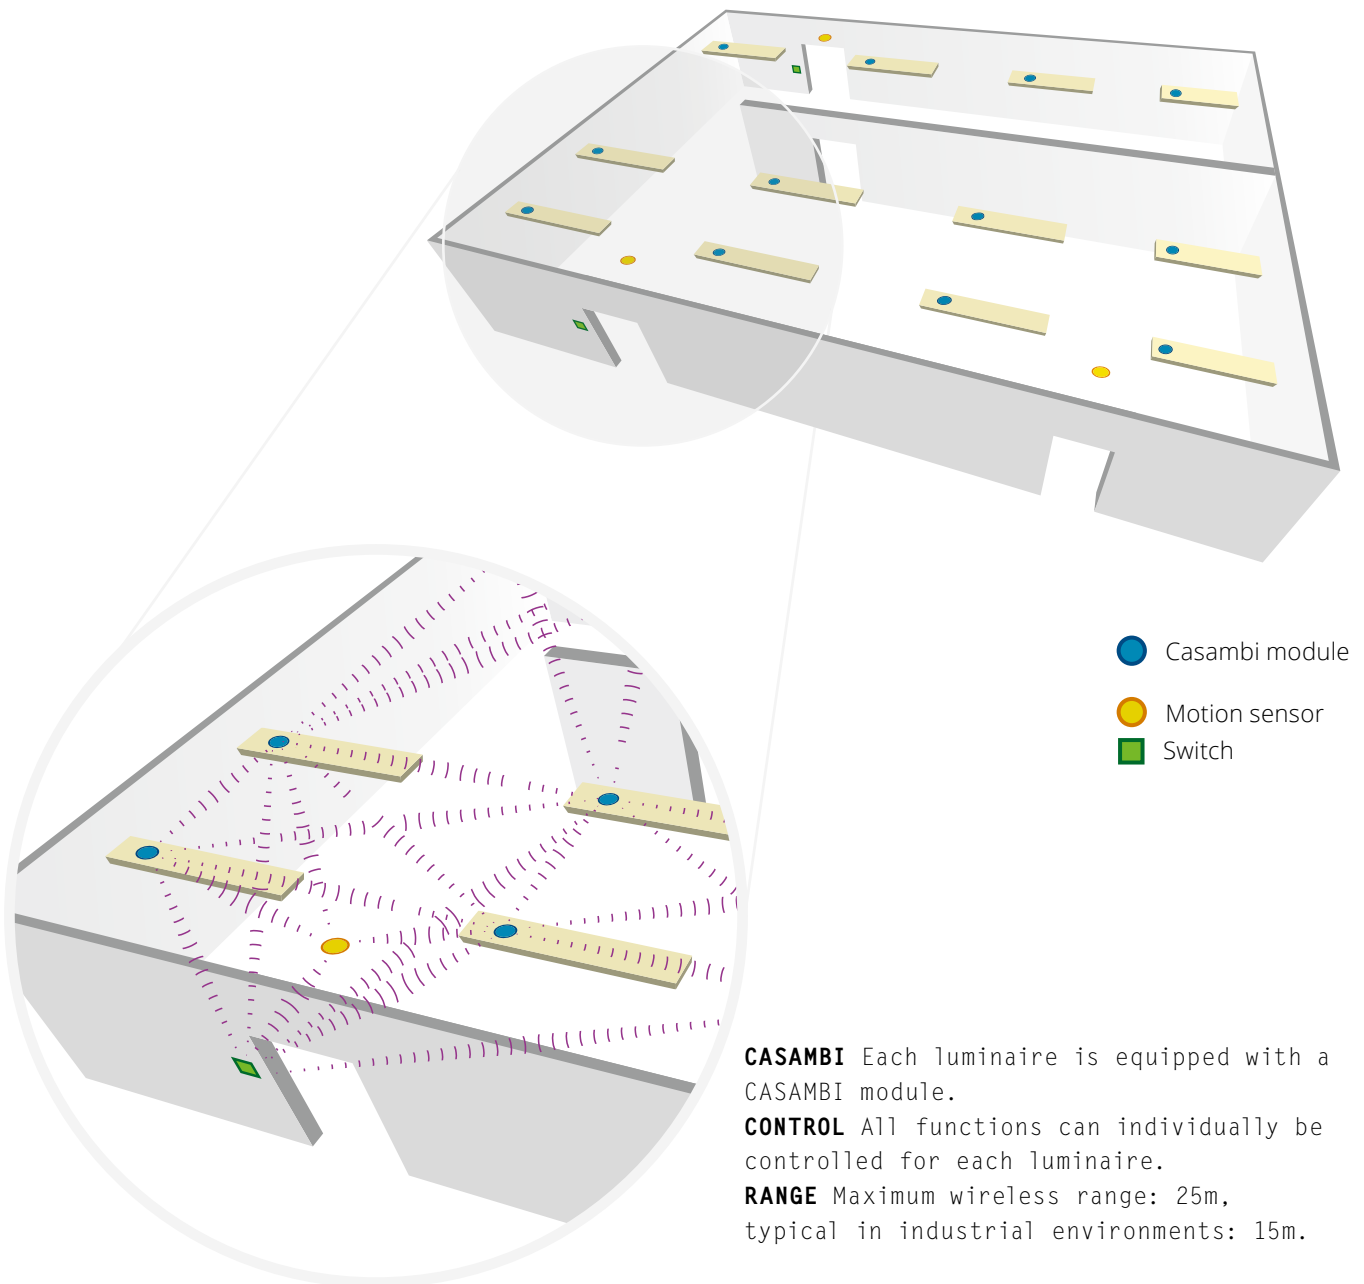 Casambi module
Motion sensor
Switch
CASAMBI Each luminaire is equipped with a
CASAMBI module.
CONTROL All functions can individually be
controlled for each luminaire.
RANGE Maximum wireless range: 25m,
typical in industrial environments: 15m.